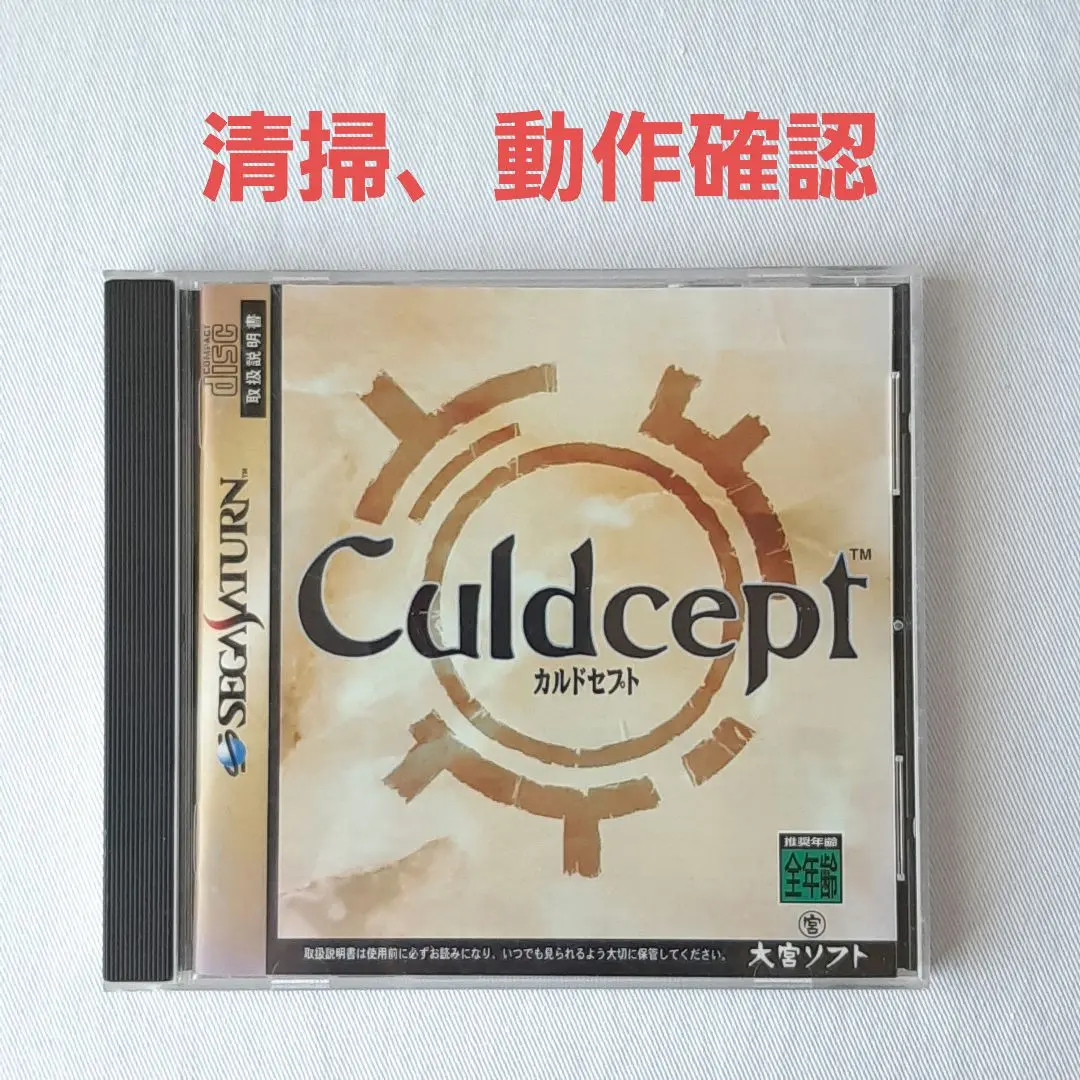 清掃、動作確認
COMPACT
disc
取扱説明書
SEGA SATURN™
Culdcept™
カルドセプト
推奨年齢
全年齢
宮
大宮ソフト
取扱説明書は使用前に必ずお読みになり、いつでも見られるよう大切に保管してください。